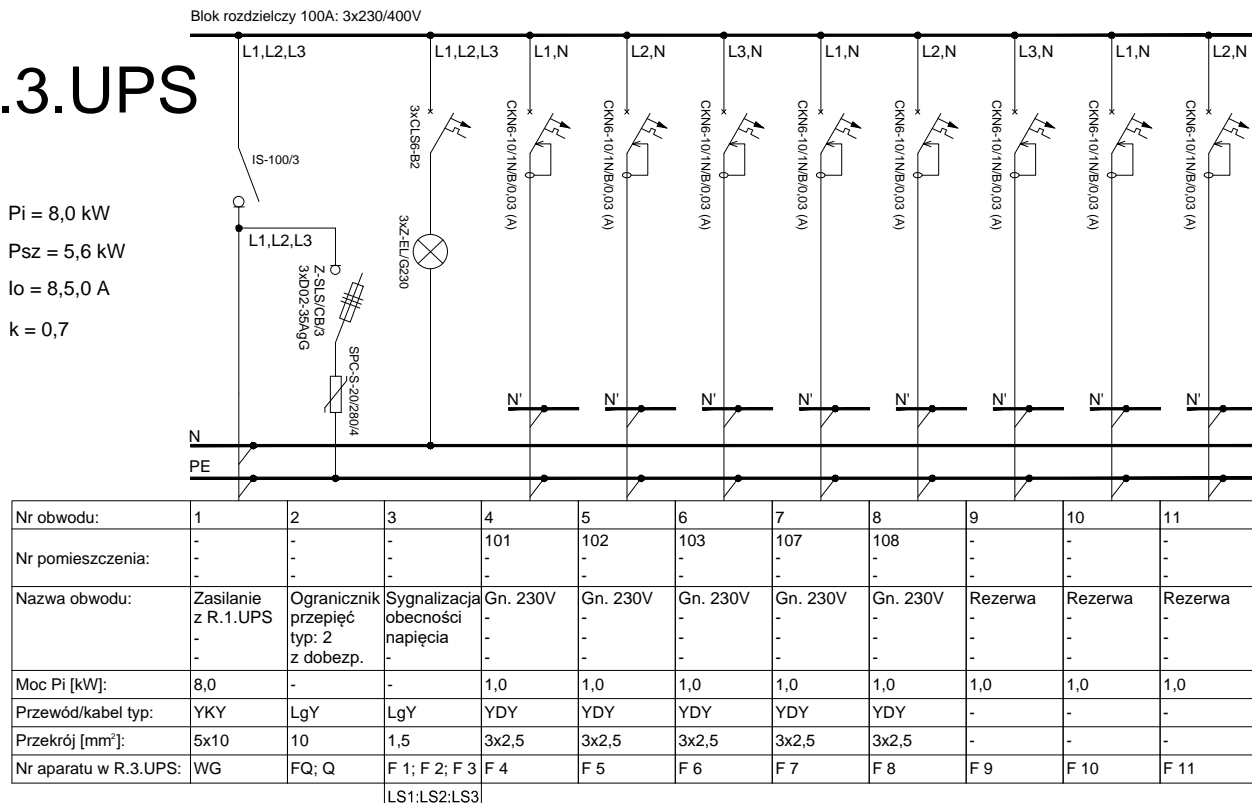 Blok rozdzielczy 100A: 3x230/400V
L1,L2,L3
L1,L2,L3
L1,N
L2,N
L3,N
L1,N
L2,N
L3,N
L1,N
L2,N
.3.UPS
IS-100/3
3xCLS6-B2
CKN6-10/1N/B/0,03 (A)
CKN6-10/1N/B/0,03 (A)
CKN6-10/1N/B/0,03 (A)
CKN6-10/1N/B/0,03 (A)
CKN6-10/1N/B/0,03 (A)
CKN6-10/1N/B/0,03 (A)
CKN6-10/1N/B/0,03 (A)
CKN6-10/1N/B/0,03 (A)
Pi = 8,0 kW
Psz = 5,6 kW
Io = 8,5,0 A
k = 0,7
L1,L2,L3
3xZ-EL/G230
Z-SLS/CB/3
3xD02-35AgG
SPC-S-20/280/4
N'
N'
N'
N'
N'
N'
N'
N'
N
PE
Nr obwodu: 1 2 3 4 5 6 7 8 9 10 11
Nr pomieszczenia: - - - 101 102 103 107 108 - - -
- - - - - - - - - - -
- - - - - - - - - - -
Nazwa obwodu: Zasilanie Ogranicznik Sygnalizacja Gn. 230V Gn. 230V Gn. 230V Gn. 230V Gn. 230V Rezerwa Rezerwa Rezerwa
z R.1.UPS przepięć obecności - - - - - - - -
- typ: 2 napięcia - - - - - - - -
- z dobezp. - - - - - - - - -
Moc Pi [kW]: 8,0 - - 1,0 1,0 1,0 1,0 1,0 1,0 1,0 1,0
Przewód/kabel typ: YKY LgY LgY YDY YDY YDY YDY YDY - - -
Przekrój [mm²]: 5x10 10 1,5 3x2,5 3x2,5 3x2,5 3x2,5 3x2,5 - - -
Nr aparatu w R.3.UPS: WG FQ; Q F 1; F 2; F 3 F 4 F 5 F 6 F 7 F 8 F 9 F 10 F 11
LS1;LS2;LS3